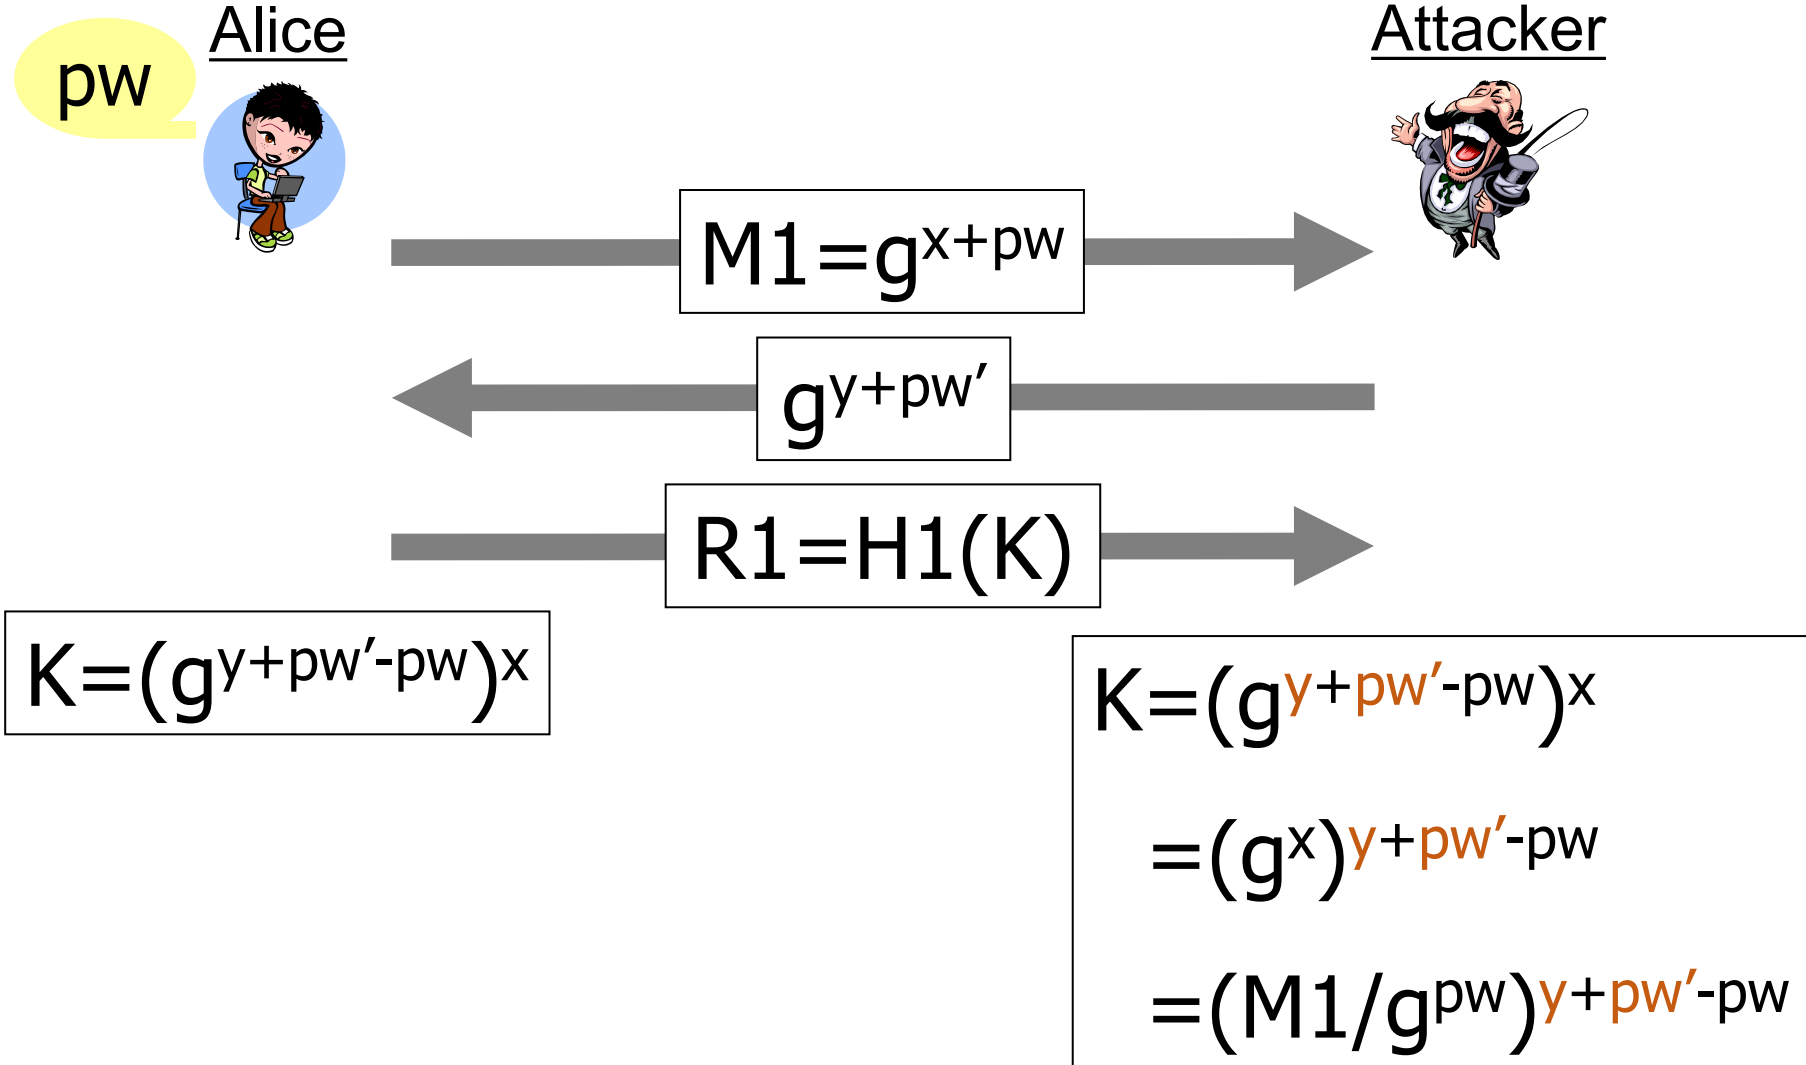 Alice
Attacker
pw
M1=g^{x+pw}
g^{y+pw′}
R1=H1(K)
K=(g^{y+pw′-pw})^x
K=(g^{y+pw′-pw})^x
=(g^x)^{y+pw′-pw}
=(M1/g^{pw})^{y+pw′-pw}